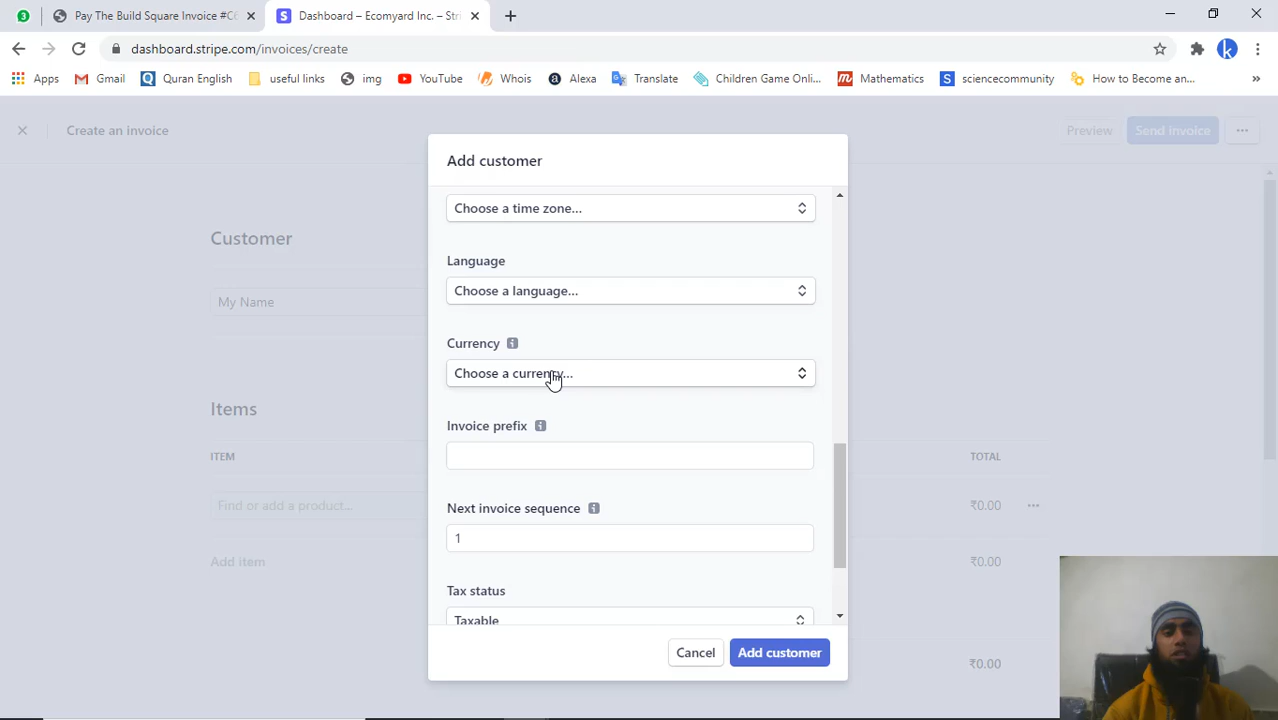 3
Pay The Build Square Invoice #C6
Dashboard – Ecomyard Inc. – Str
dashboard.stripe.com/invoices/create
k
Apps Gmail Quran English useful links img YouTube Whois Alexa Translate Children Game Onli... Mathematics sciencecommunity How to Become an... »
Create an invoice
Preview
Send invoice
Add customer
Choose a time zone...
Customer
Language
Choose a language...
My Name
Currency
Choose a currency...
Items
Invoice prefix
ITEM
TOTAL
Find or add a product...
₹0.00
Next invoice sequence
1
Add item
₹0.00
Tax status
Taxable
Cancel
Add customer
₹0.00